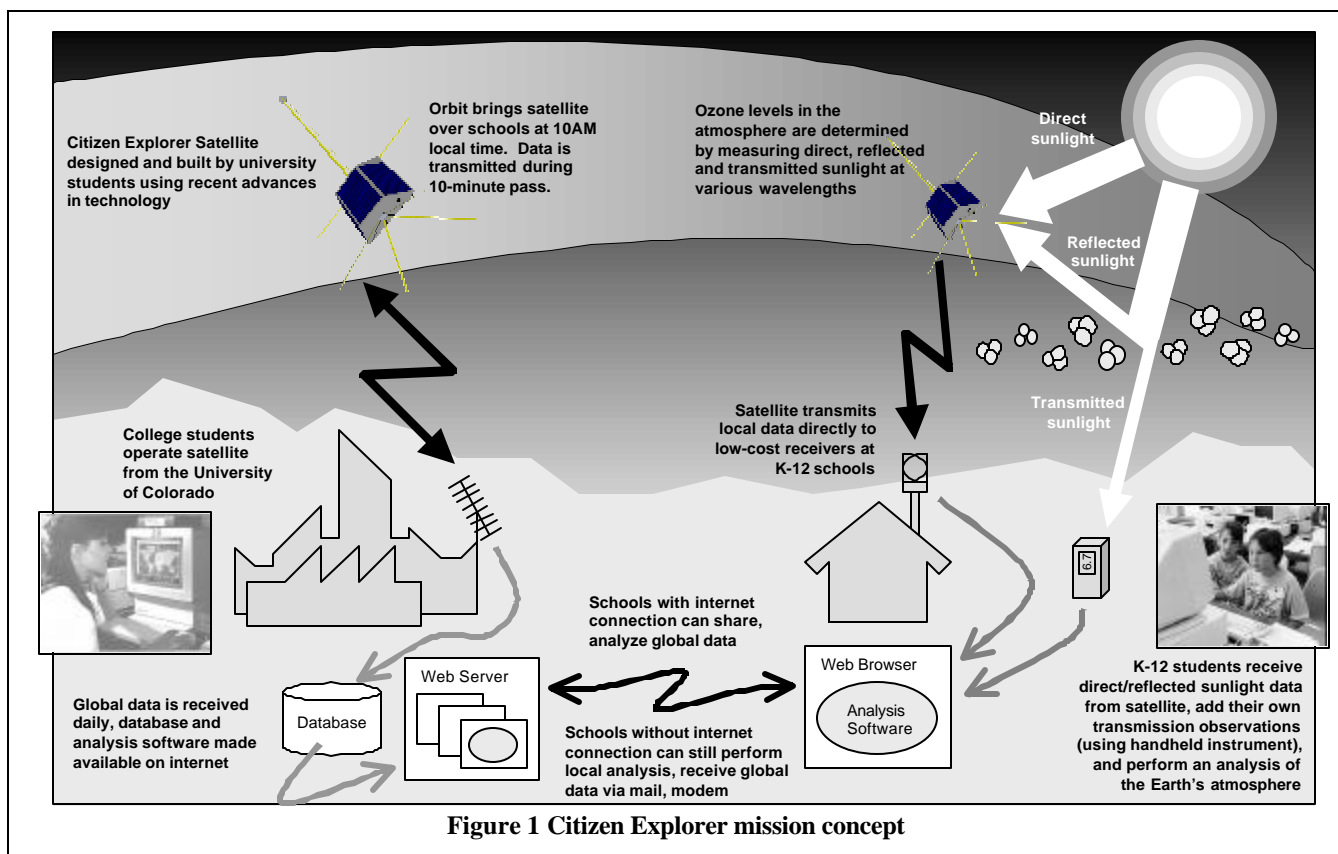 Citizen Explorer Satellite
designed and built by university
students using recent advances
in technology
Orbit brings satellite
over schools at 10AM
local time. Data is
transmitted during
10-minute pass.
Ozone levels in the
atmosphere are determined
by measuring direct, reflected
and transmitted sunlight at
various wavelengths
Direct
sunlight
Reflected
sunlight
Transmitted
sunlight
College students
operate satellite
from the University
of Colorado
Satellite transmits
local data directly to
low-cost receivers at
K-12 schools
6.7
Schools with internet
connection can share,
analyze global data
Global data is received
daily, database and
analysis software made
available on internet
Database
Web Server
Schools without internet
connection can still perform
local analysis, receive global
data via mail, modem
Web Browser
Analysis
Software
K-12 students receive
direct/reflected sunlight data
from satellite, add their own
transmission observations
(using handheld instrument),
and perform an analysis of
the Earth's atmosphere
Figure 1 Citizen Explorer mission concept